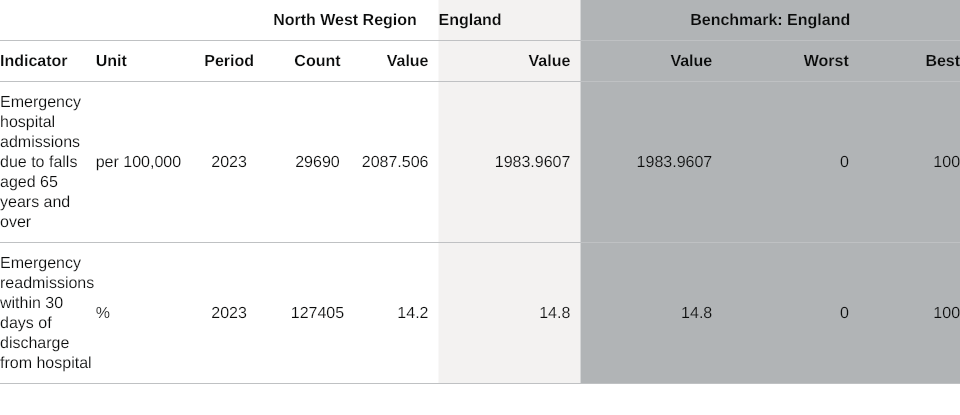 North West Region England Benchmark: England
Indicator Unit Period Count Value Value Value Worst Best
Emergency
hospital
admissions
due to falls per 100,000 2023 29690 2087.506 1983.9607 1983.9607 0 100
aged 65
years and
over
Emergency
readmissions
within 30
days of % 2023 127405 14.2 14.8 14.8 0 100
discharge
from hospital